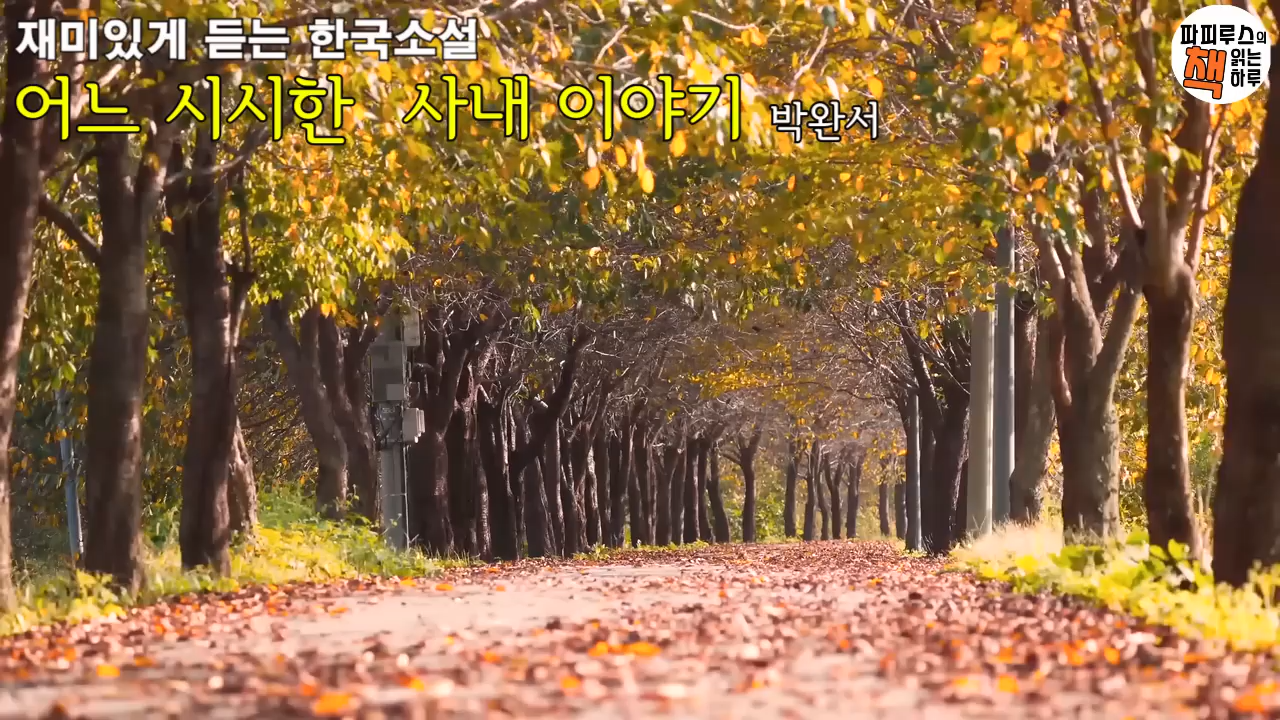 재미있게 듣는 한국소설
어느 시시한 사내 이야기 박완서
파피루스의
책 읽는
하루